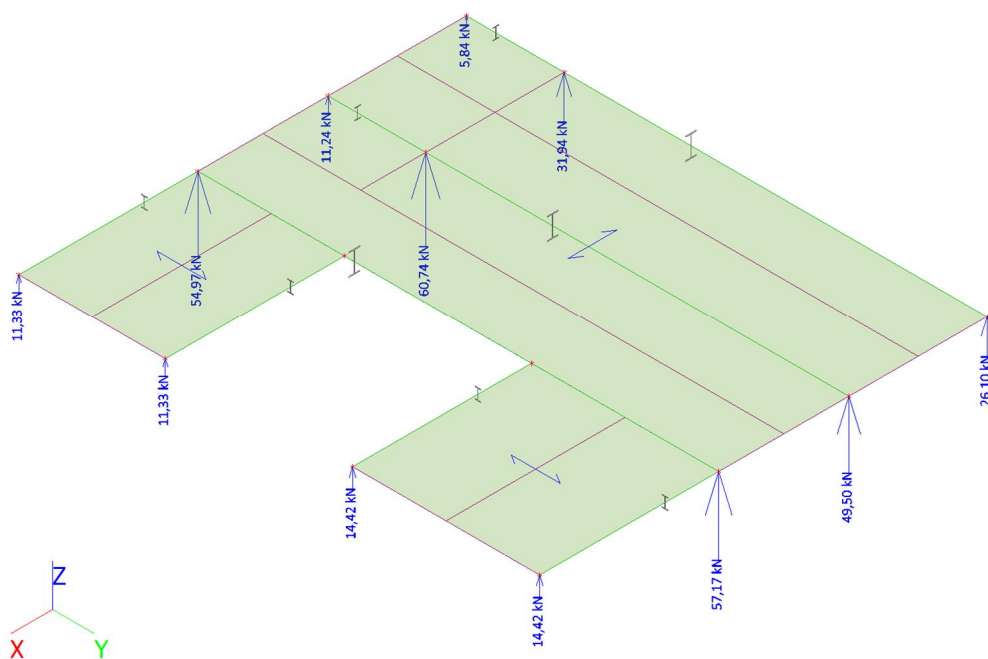 5,84 kN
31,94 kN
11,24 kN
60,74 kN
54,97 kN
11,33 kN
11,33 kN
26,10 kN
49,50 kN
57,17 kN
14,42 kN
14,42 kN
Z
X
Y